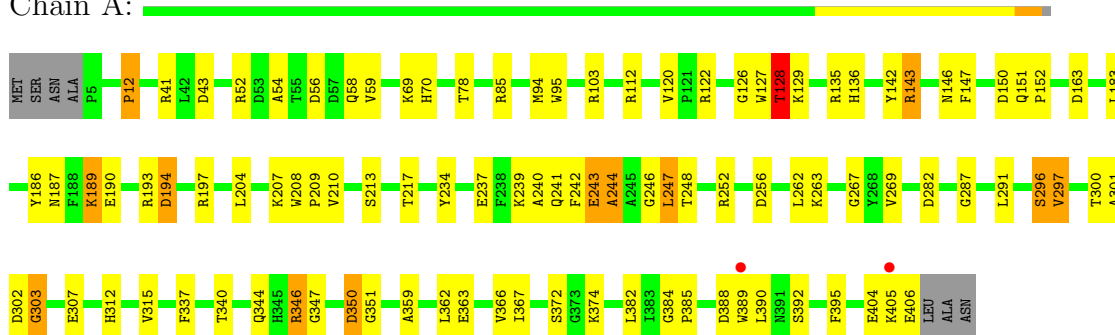 Chain A:
MET SER ASN ALA P5 P12 R41 L42 D43 R52 D53 A54 T55 D56 D57 Q58 V59 K69 H70 T78 R85 M94 W95 R103 R112 V120 P121 R122 G126 W127 T128 K129 R135 H136 Y142 R143 N146 F147 D150 Q151 P152 D163
Y186 N187 F188 K189 E190 R193 D194 R197 L204 K207 W208 P209 V210 S213 T217 Y234 E237 F238 K239 A240 Q241 F242 E243 A244 A245 G246 L247 T248 R252 D256 L262 K263 G267 Y268 V269 D282 G287 L291 S296 V297 T300
D302 G303 E307 H312 V315 F337 T340 Q344 H345 R346 G347 D350 G351 A359 L362 E363 V366 I367 S372 G373 K374 L382 I383 G384 P385 D388 W389 L390 N391 S392 F395 E404 K405 E406 LEU ALA ASN